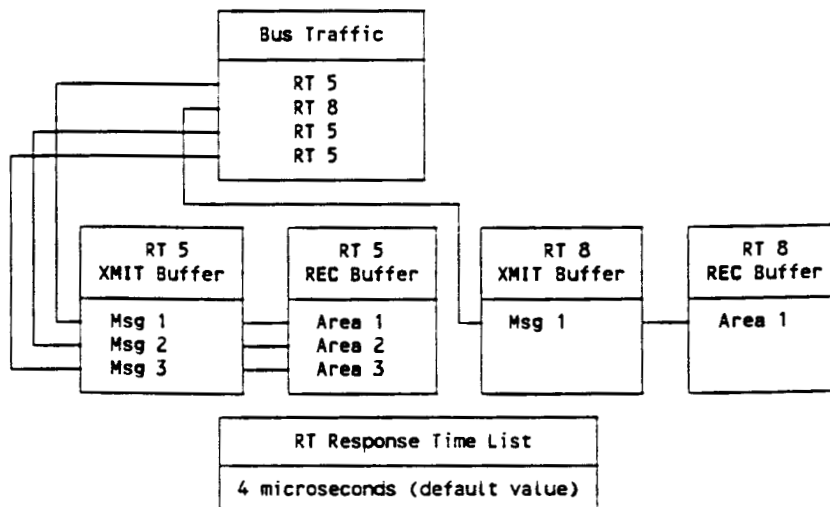 Bus Traffic
RT 5
RT 8
RT 5
RT 5
RT 5
XMIT Buffer
Msg 1
Msg 2
Msg 3
RT 5
REC Buffer
Area 1
Area 2
Area 3
RT 8
XMIT Buffer
Msg 1
RT 8
REC Buffer
Area 1
RT Response Time List
4 microseconds (default value)